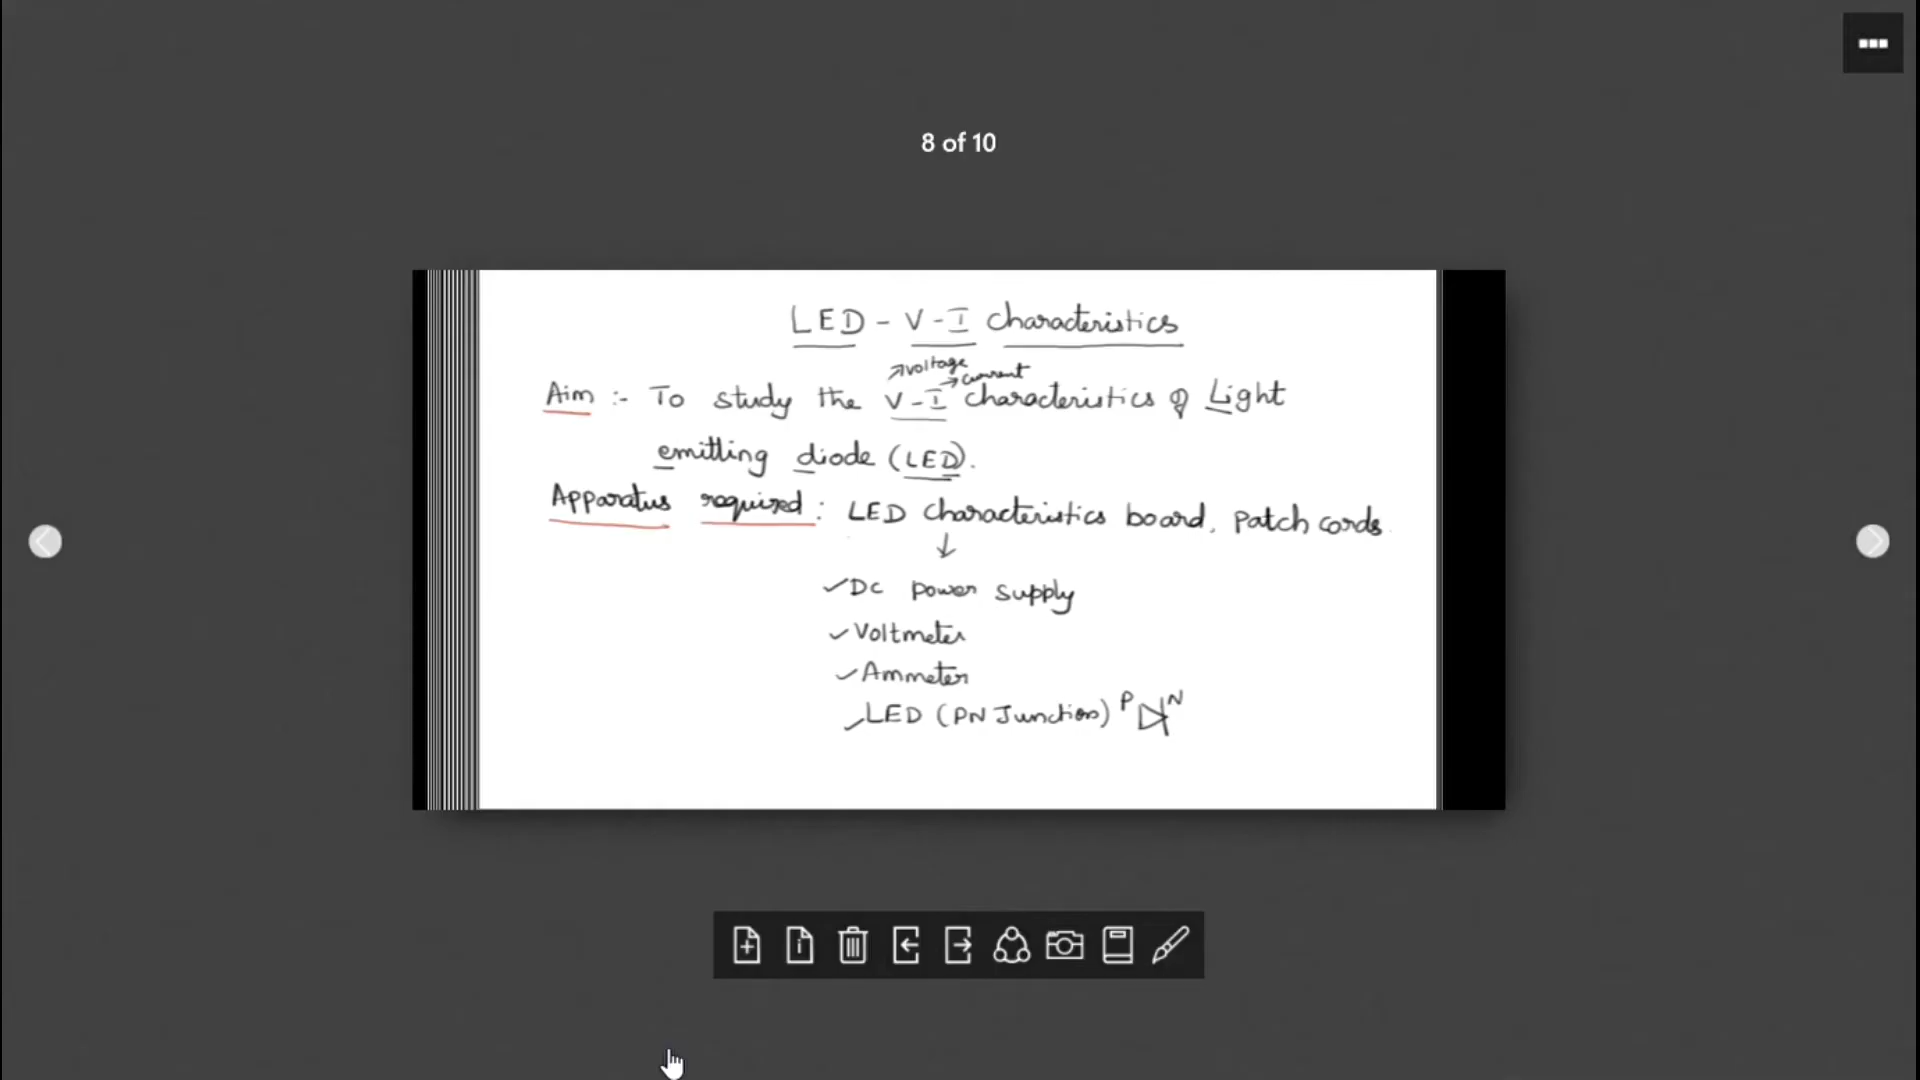 8 of 10
LED - V-I characteristics
↗voltage
→current
Aim :- To study the V-I characteristics of Light
emitting diode (LED).
Apparatus required: LED characteristics board, Patch cords.
↓
✓DC power supply
✓Voltmeter
✓Ammeter
✓LED (PN Junction) P N